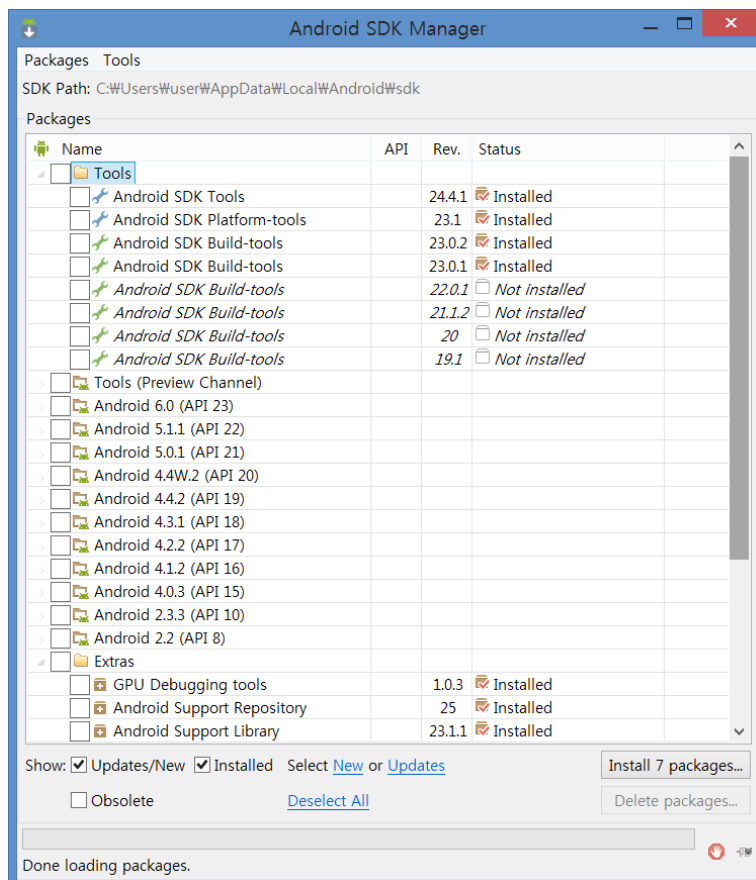 Android SDK Manager
Packages Tools
SDK Path: C:₩Users₩user₩AppData₩Local₩Android₩sdk
Packages
Name API Rev. Status
Tools
Android SDK Tools 24.4.1 Installed
Android SDK Platform-tools 23.1 Installed
Android SDK Build-tools 23.0.2 Installed
Android SDK Build-tools 23.0.1 Installed
Android SDK Build-tools 22.0.1 Not installed
Android SDK Build-tools 21.1.2 Not installed
Android SDK Build-tools 20 Not installed
Android SDK Build-tools 19.1 Not installed
Tools (Preview Channel)
Android 6.0 (API 23)
Android 5.1.1 (API 22)
Android 5.0.1 (API 21)
Android 4.4W.2 (API 20)
Android 4.4.2 (API 19)
Android 4.3.1 (API 18)
Android 4.2.2 (API 17)
Android 4.1.2 (API 16)
Android 4.0.3 (API 15)
Android 2.3.3 (API 10)
Android 2.2 (API 8)
Extras
GPU Debugging tools 1.0.3 Installed
Android Support Repository 25 Installed
Android Support Library 23.1.1 Installed
Show: Updates/New Installed Select New or Updates Install 7 packages...
Obsolete Deselect All Delete packages...
Done loading packages.